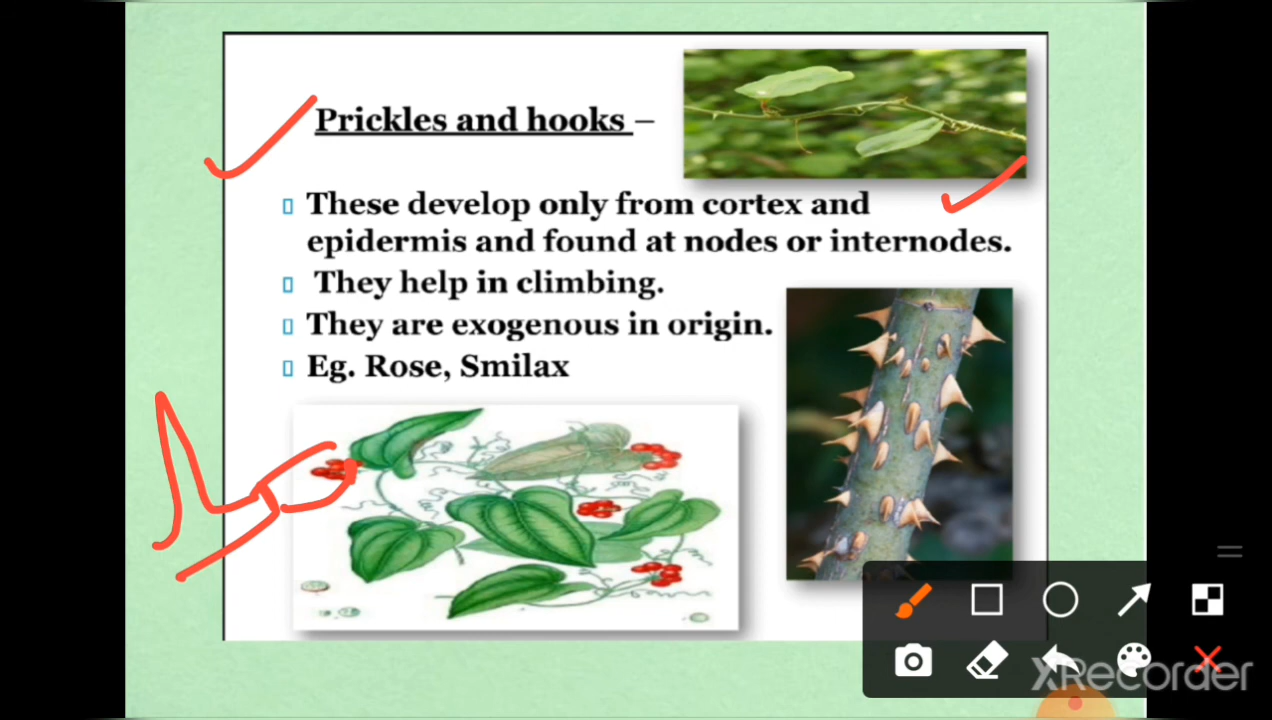 Prickles and hooks –
These develop only from cortex and
epidermis and found at nodes or internodes.
They help in climbing.
They are exogenous in origin.
Eg. Rose, Smilax
XRecorder